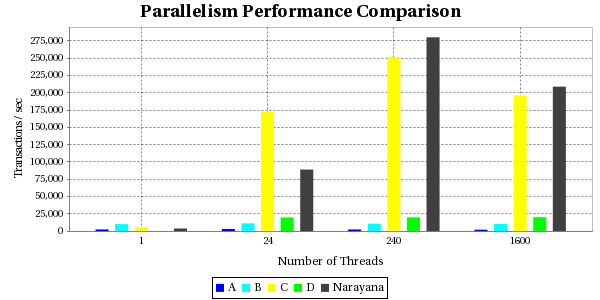 Parallelism Performance Comparison
Transactions / sec
275,000
250,000
225,000
200,000
175,000
150,000
125,000
100,000
75,000
50,000
25,000
0
1 24 240 1600
Number of Threads
A B C D Narayana